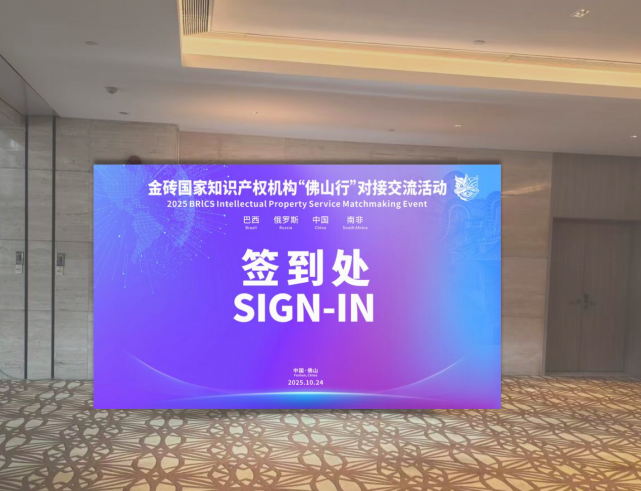 金砖国家知识产权机构“佛山行”对接交流活动
2025 BRICS Intellectual Property Service Matchmaking Event
巴西 俄罗斯 中国 南非
Brazil Russia China South Africa
签到处
SIGN-IN
中国·佛山
Foshan, China
2025.10.24